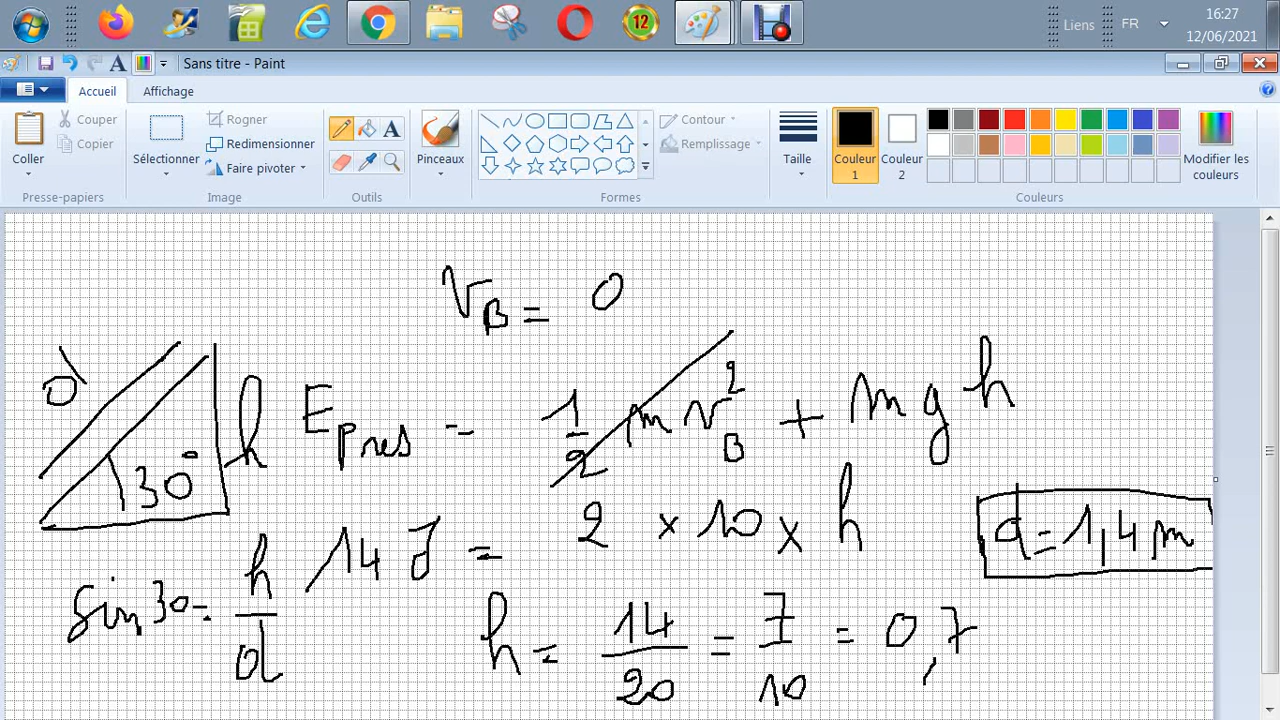 16:27
Liens FR
12/06/2021
12
Sans titre - Paint
Accueil Affichage
Coller
Couper
Copier
Presse-papiers
Sélectionner
Rogner
Redimensionner
Faire pivoter
Image
A
Outils
Pinceaux
Contour
Remplissage
Formes
Taille
Couleur 1
Couleur 2
Modifier les couleurs
Couleurs
V_B = 0
d
30°
h
E_pres = 1/2 m v_B^2 + m g h
14 J = 2 × 10 × h
d = 1,4 m
sin 30 = h/d
h = 14/20 = 7/10 = 0,7